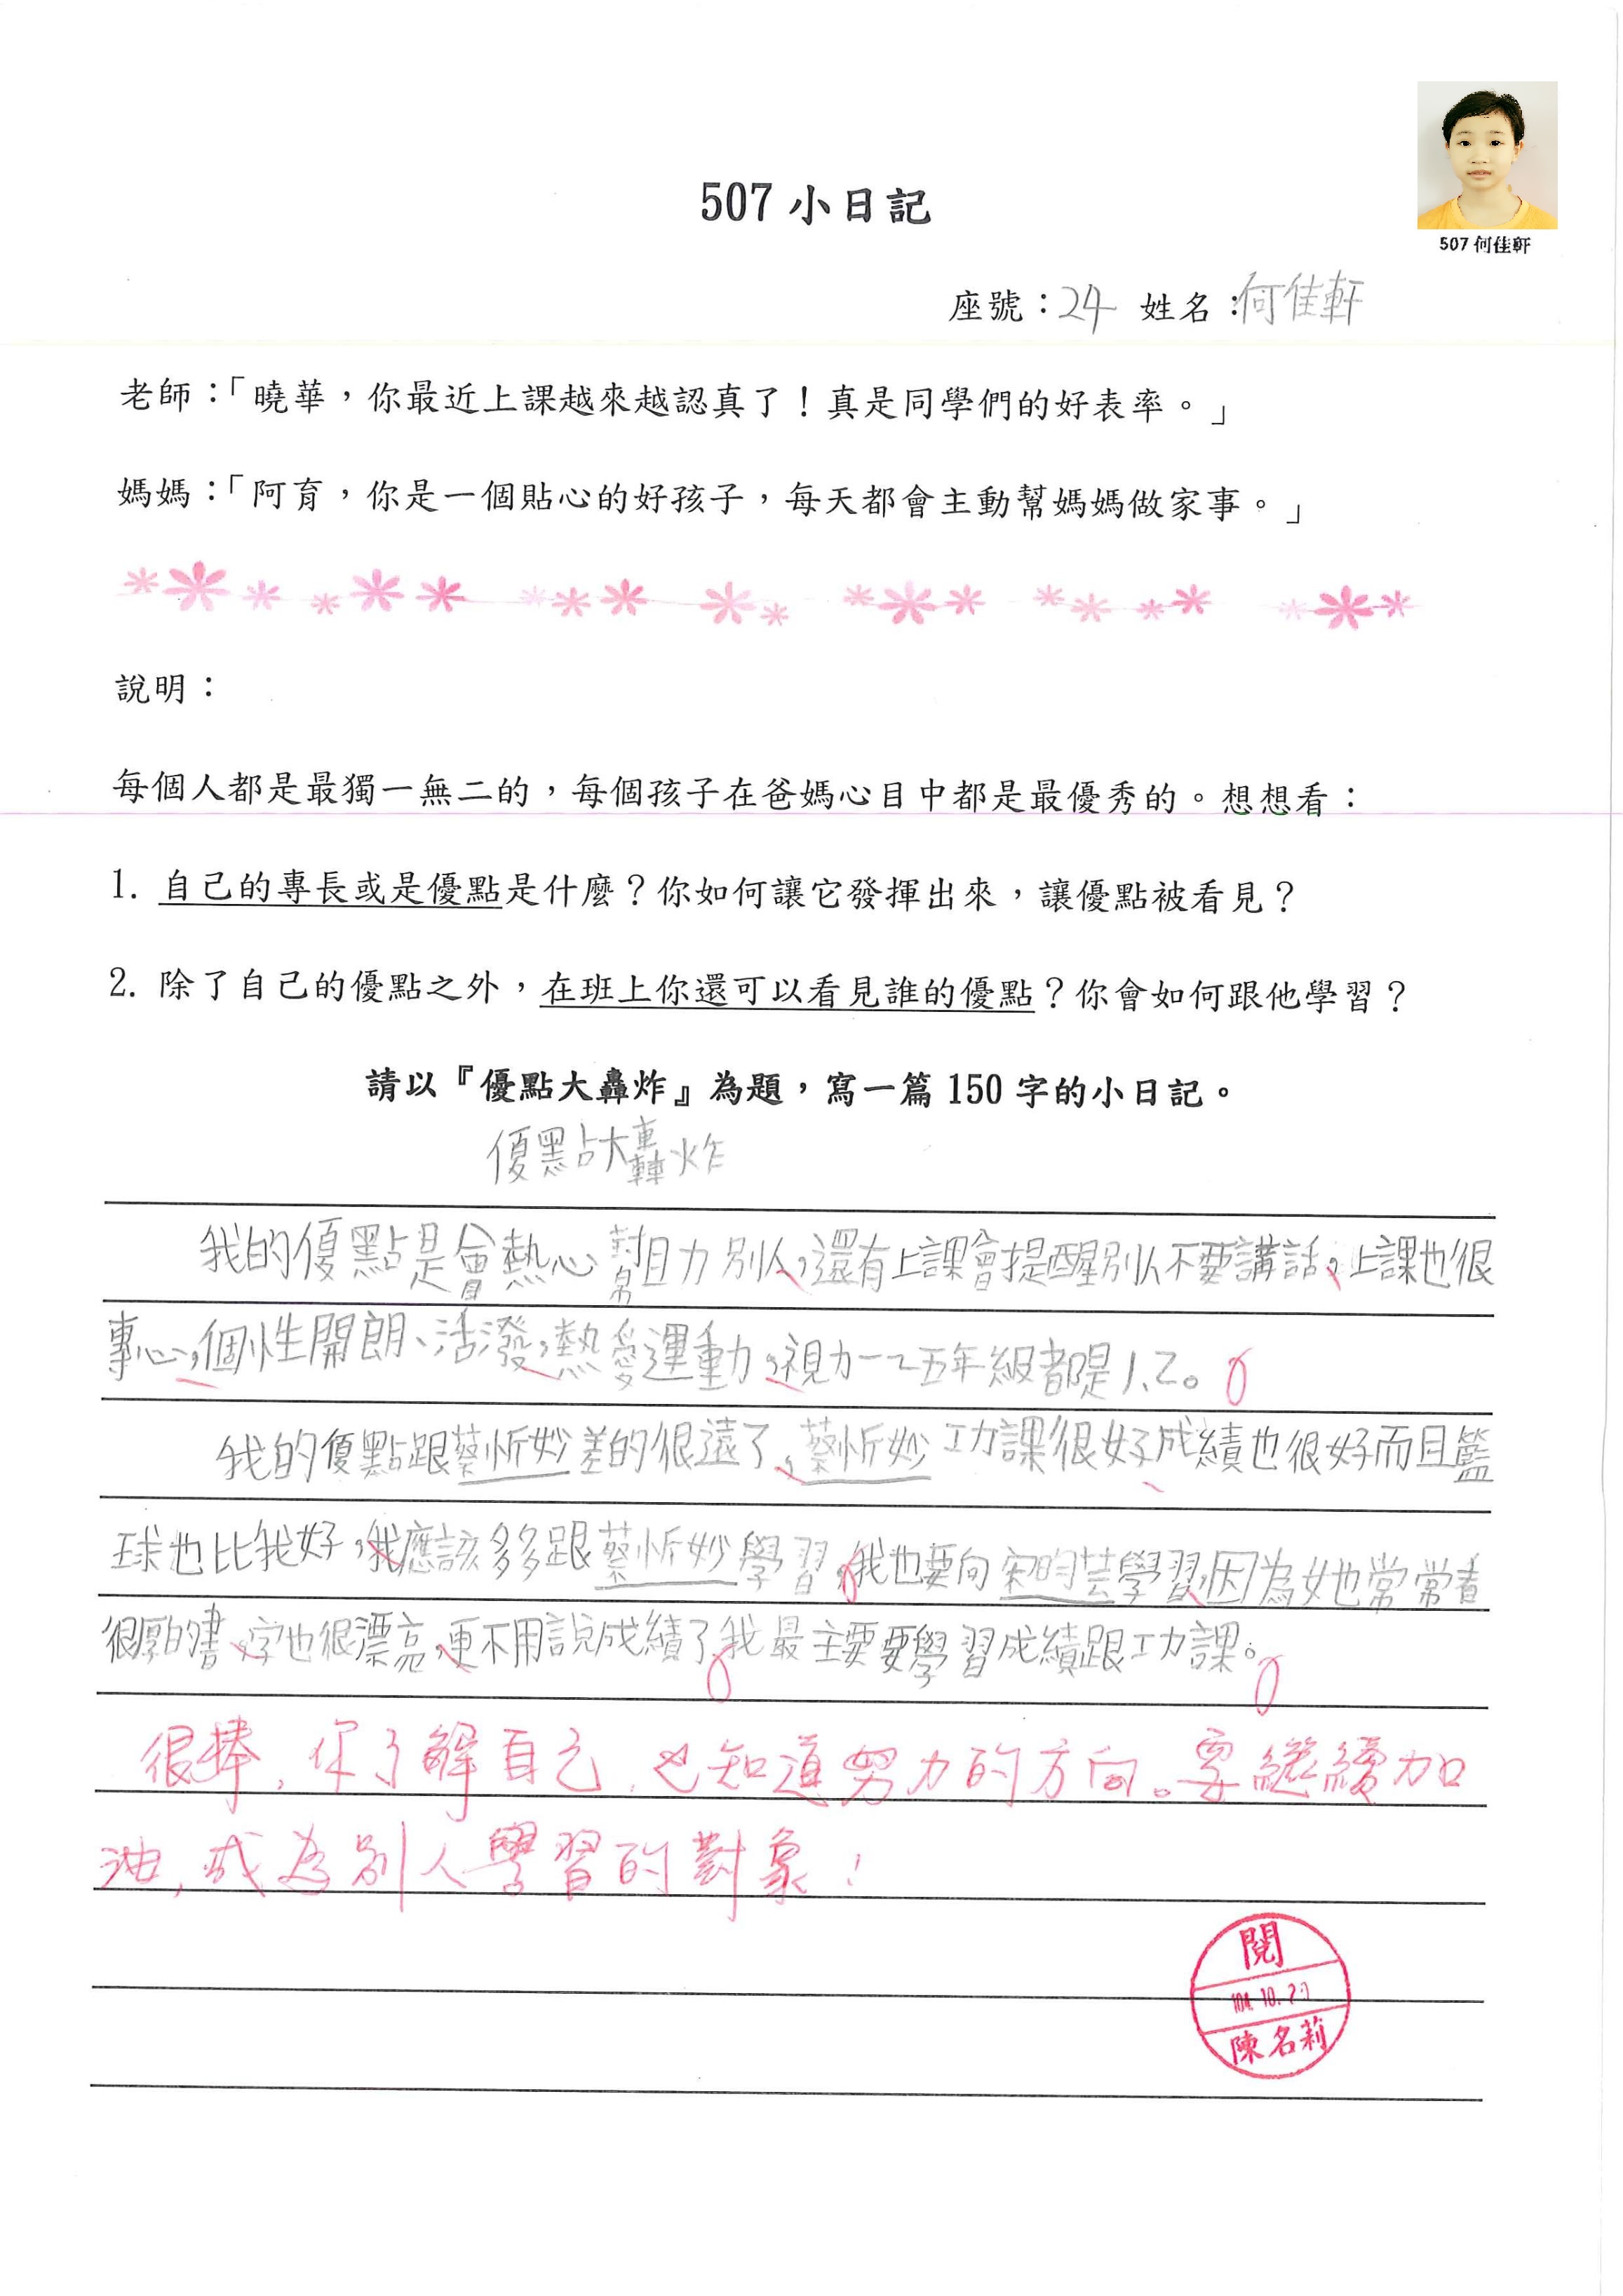 507 小日記
507 何佳軒
座號：24 姓名：何佳軒
老師：「曉華，你最近上課越來越認真了！真是同學們的好表率。」
媽媽：「阿育，你是一個貼心的好孩子，每天都會主動幫媽媽做家事。」
說明：
每個人都是最獨一無二的，每個孩子在爸媽心目中都是最優秀的。想想看：
1. 自己的專長或是優點是什麼？你如何讓它發揮出來，讓優點被看見？
2. 除了自己的優點之外，在班上你還可以看見誰的優點？你會如何跟他學習？
請以『優點大轟炸』為題，寫一篇 150 字的小日記。
優點大轟炸
我的優點是會熱心幫助別人，還有上課會提醒別人不要講話，上課也很
專心，個性開朗、活潑，熱愛運動，視力一~五年級都是1.2。
我的優點跟蔡忻妙差的很遠了，蔡忻妙功課很好、成績也很好而且籃
球也比我好，我應該多多跟蔡忻妙學習。我也要向宋昀芸學習，因為她常常看
很厚的書，字也很漂亮，更不用說成績了。我最主要要學習成績跟功課。
很棒，你了解自己，也知道努力的方向。要繼續加
油，成為別人學習的對象！
閱
104.10.27
陳名莉